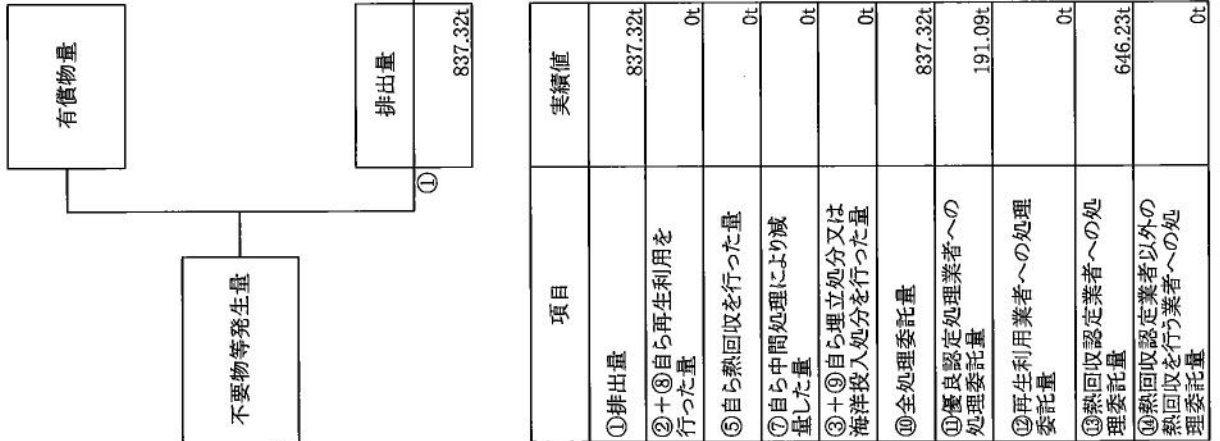 有償物量
不要物等発生量
排出量
837.32t
①
項目
実績値
①排出量
837.32t
②+⑧自ら再生利用を
行った量
0t
⑤自ら熱回収を行った量
0t
⑦自ら中間処理により減
量した量
0t
③+⑨自ら埋立処分又は
海洋投入処分を行った量
0t
⑩全処理委託量
837.32t
⑪優良認定処理業者への
処理委託量
191.09t
⑫再生利用業者への処理
委託量
0t
⑬熱回収認定業者への処
理委託量
646.23t
⑭熱回収認定業者以外の
熱回収を行う業者への処
理委託量
0t